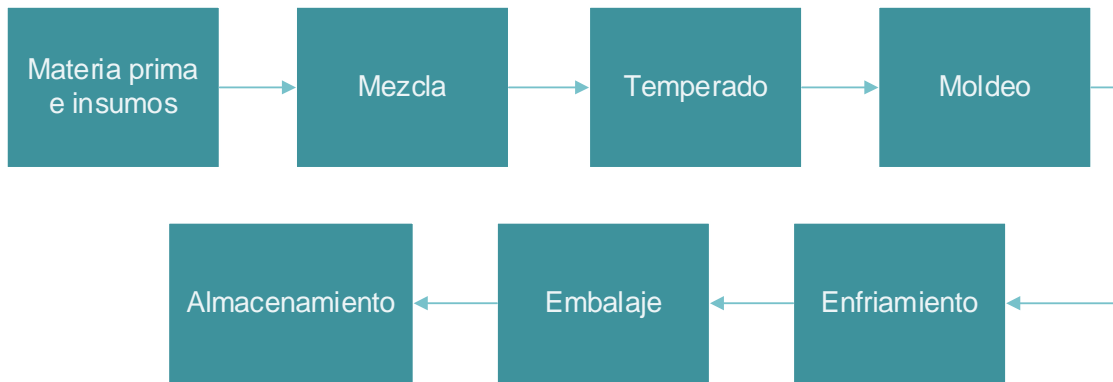 Materia prima
e insumos
Mezcla
Temperado
Moldeo
Enfriamiento
Embalaje
Almacenamiento